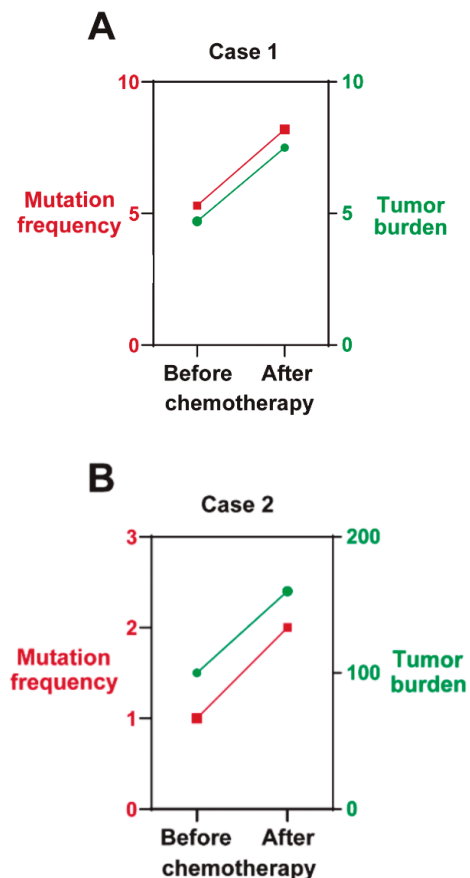 A
Case 1
10
10
Mutation
frequency
5
5
Tumor
burden
0
0
Before
After
chemotherapy
B
Case 2
3
200
2
Mutation
frequency
100
Tumor
burden
1
0
0
Before
After
chemotherapy